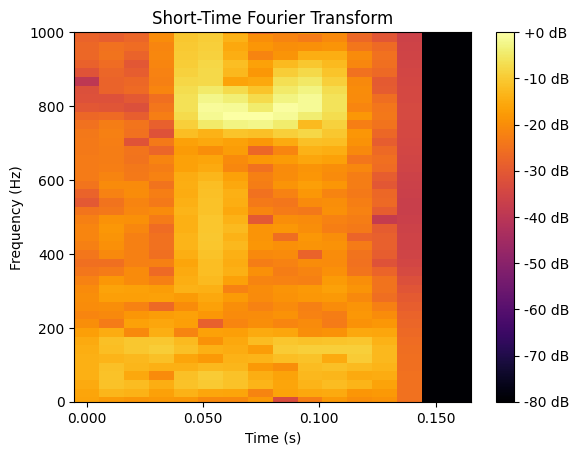 Short-Time Fourier Transform
1000
800
600
400
200
0
Frequency (Hz)
0.000
0.050
0.100
0.150
Time (s)
+0 dB
-10 dB
-20 dB
-30 dB
-40 dB
-50 dB
-60 dB
-70 dB
-80 dB